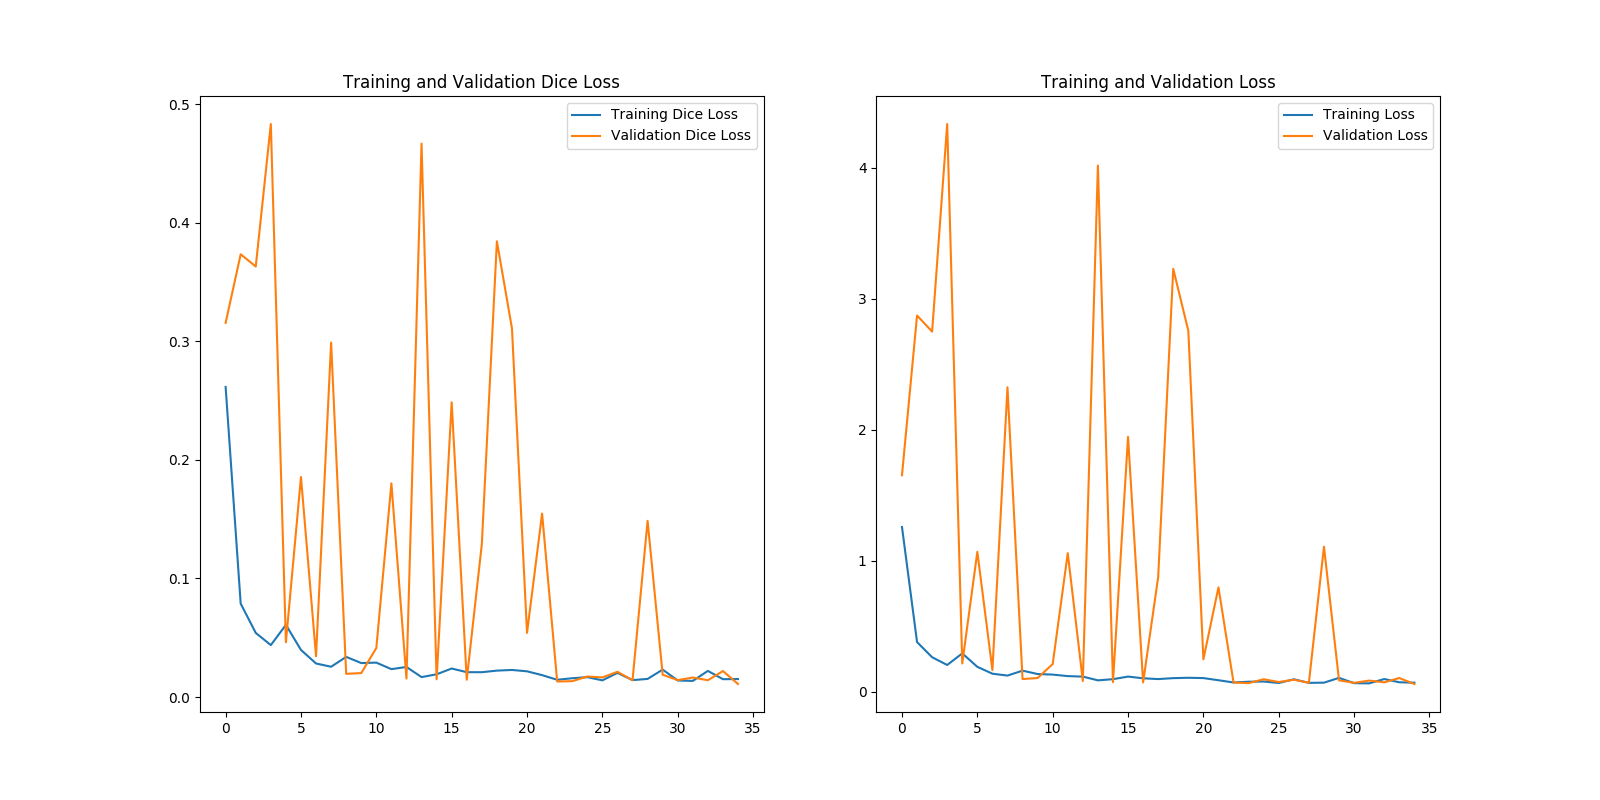 Training and Validation Dice Loss
Training Dice Loss
Validation Dice Loss
0.5
0.4
0.3
0.2
0.1
0.0
0 5 10 15 20 25 30 35
Training and Validation Loss
Training Loss
Validation Loss
4
3
2
1
0
0 5 10 15 20 25 30 35